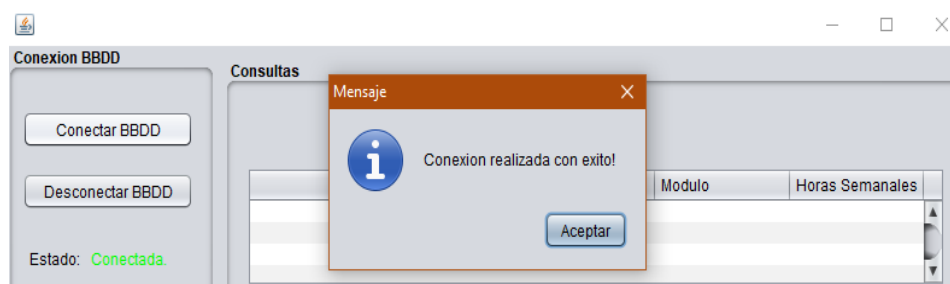 Conexion BBDD
Consultas
Mensaje
Conectar BBDD
Conexion realizada con exito!
Desconectar BBDD
Modulo
Horas Semanales
Aceptar
Estado: Conectada.